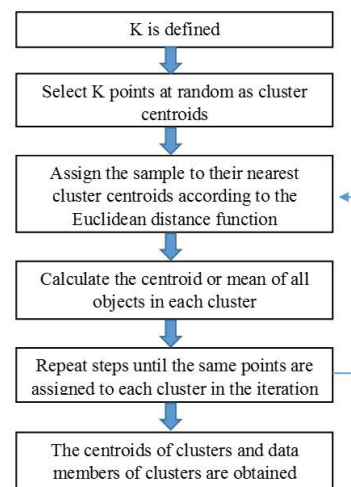 K is defined
Select K points at random as cluster
centroids
Assign the sample to their nearest
cluster centroids according to the
Euclidean distance function
Calculate the centroid or mean of all
objects in each cluster
Repeat steps until the same points are
assigned to each cluster in the iteration
The centroids of clusters and data
members of clusters are obtained